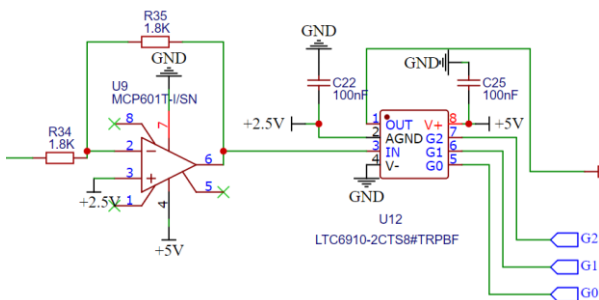 R35
1.8K
GND
U9
MCP601T-I/SN
8
7
R34
1.8K
2
6
3
5
+2.5V
1
4
+5V
GND
C22
100nF
GND
C25
100nF
+2.5V
+5V
1 OUT V+ 8
2 AGND G2 7
3 IN G1 6
4 V- G0 5
GND
U12
LTC6910-2CTS8#TRPBF
G2
G1
G0